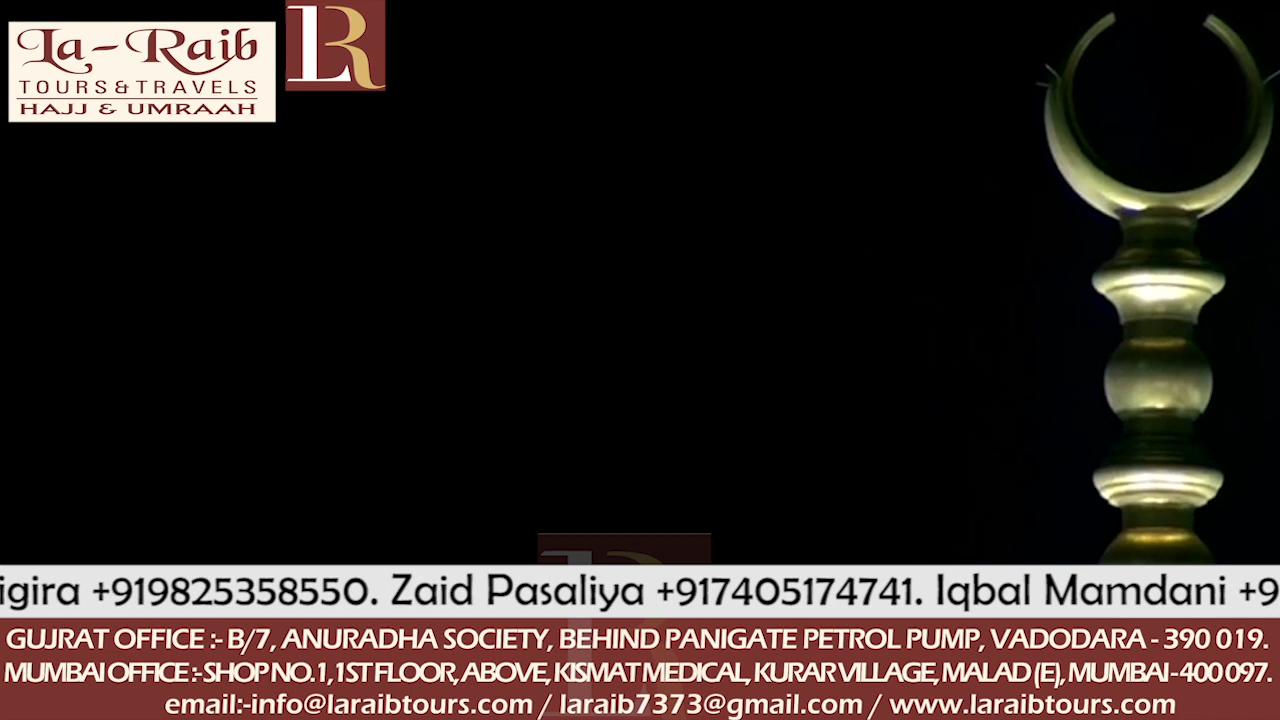 La-Raib
TOURS & TRAVELS
HAJJ & UMRAAH
LR
igira +919825358550. Zaid Pasaliya +917405174741. Iqbal Mamdani +9
GUJRAT OFFICE :- B/7, ANURADHA SOCIETY, BEHIND PANIGATE PETROL PUMP, VADODARA - 390 019.
MUMBAI OFFICE :- SHOP NO. 1, 1ST FLOOR, ABOVE, KISMAT MEDICAL, KURAR VILLAGE, MALAD (E), MUMBAI - 400 097.
email:-info@laraibtours.com / laraib7373@gmail.com / www.laraibtours.com